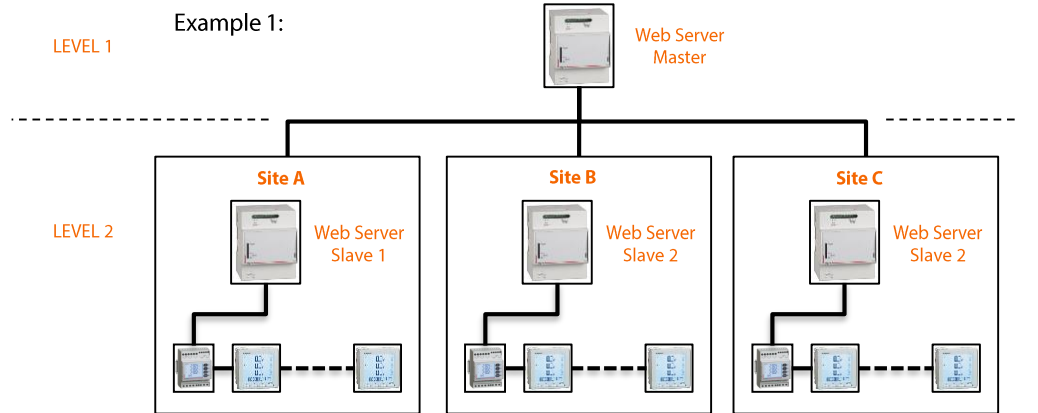 Example 1:
LEVEL 1
Web Server
Master
Site A
Site B
Site C
LEVEL 2
Web Server
Slave 1
Web Server
Slave 2
Web Server
Slave 2